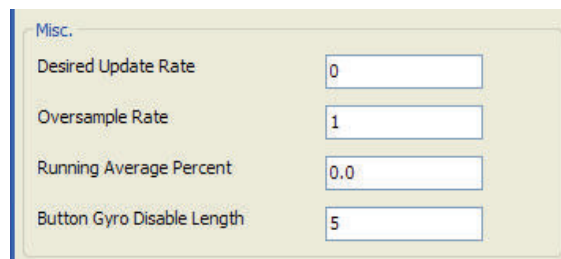 Misc.
Desired Update Rate 0
Oversample Rate 1
Running Average Percent 0.0
Button Gyro Disable Length 5